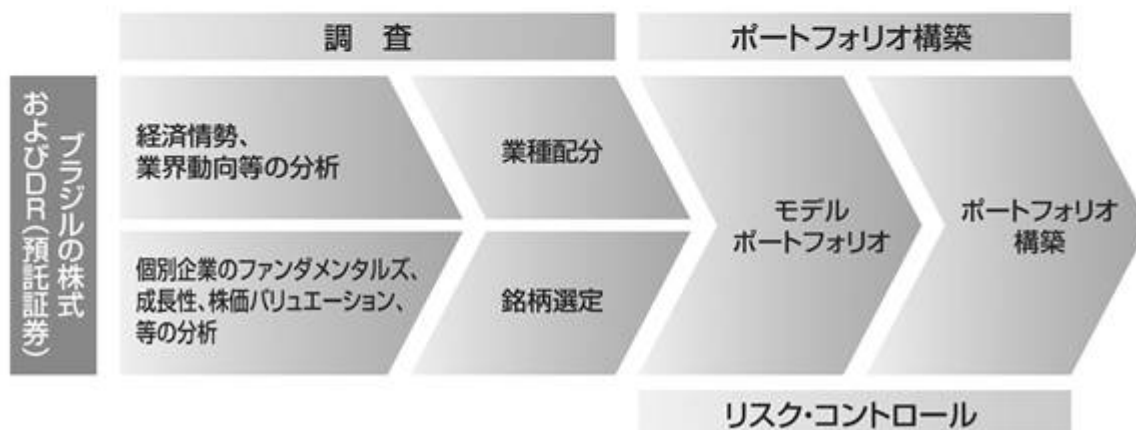 調 査
ポートフォリオ構築
ブラジルの株式
およびDR(預託証券)
経済情勢、
業界動向等の分析
業種配分
個別企業のファンダメンタルズ、
成長性、株価バリュエーション、
等の分析
銘柄選定
モデル
ポートフォリオ
ポートフォリオ
構築
リスク・コントロール